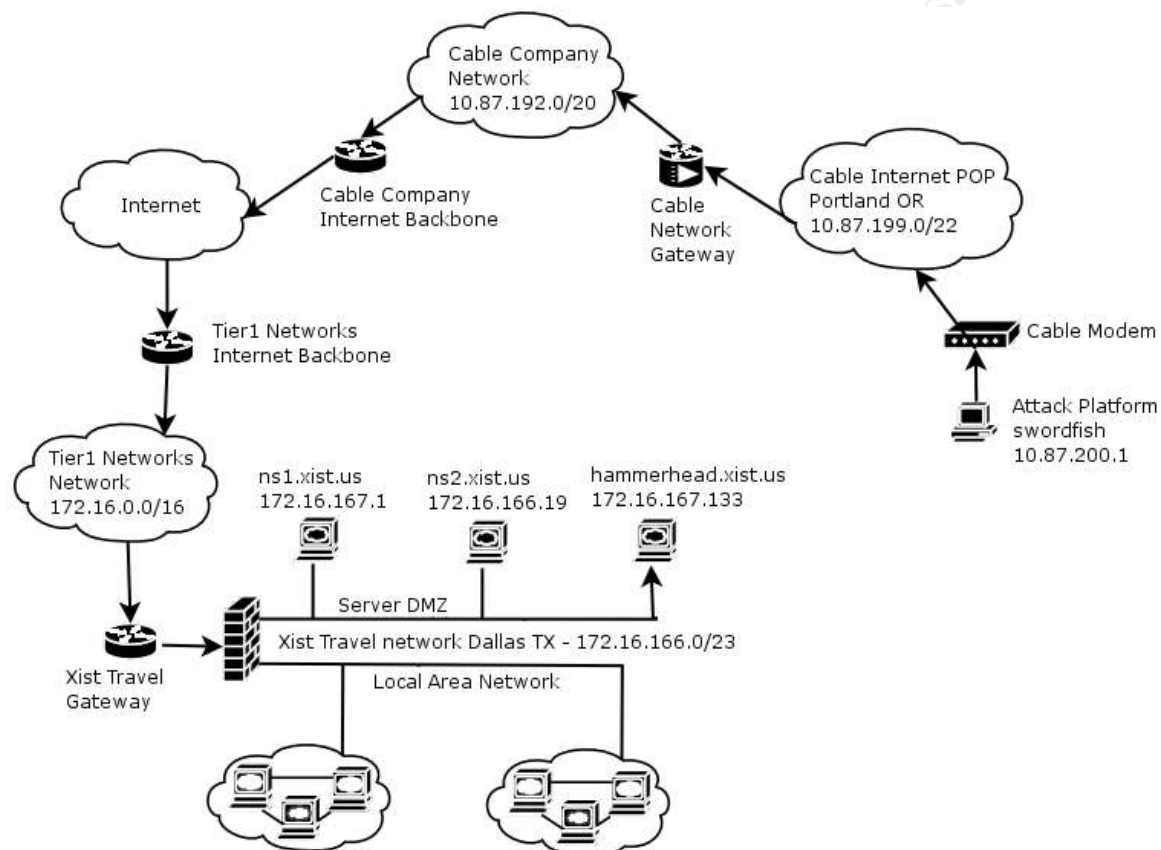 Cable Company
Network
10.87.192.0/20
Cable Internet POP
Portland OR
10.87.199.0/22
Cable
Network
Gateway
Cable Company
Internet Backbone
Internet
Tier1 Networks
Internet Backbone
Cable Modem
Attack Platform
swordfish
10.87.200.1
Tier1 Networks
Network
172.16.0.0/16
ns1.xist.us
172.16.167.1
ns2.xist.us
172.16.166.19
hammerhead.xist.us
172.16.167.133
Server DMZ
Xist Travel network Dallas TX - 172.16.166.0/23
Local Area Network
Xist Travel
Gateway